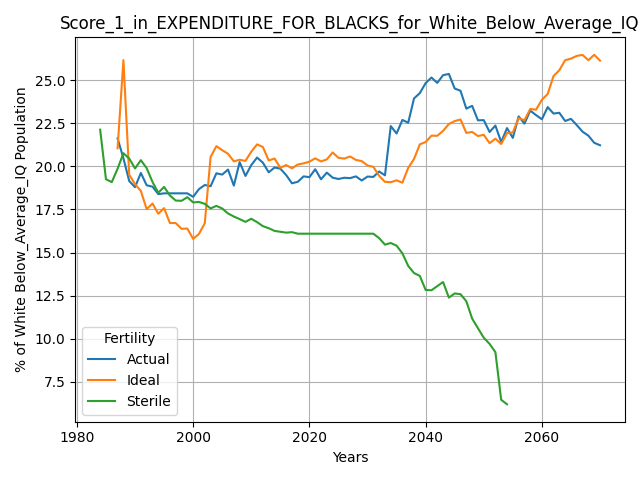 Score_1_in_EXPENDITURE_FOR_BLACKS_for_White_Below_Average_IQ
% of White Below_Average_IQ Population
25.0
22.5
20.0
17.5
15.0
12.5
10.0
7.5
Fertility
Actual
Ideal
Sterile
1980
2000
2020
2040
2060
Years